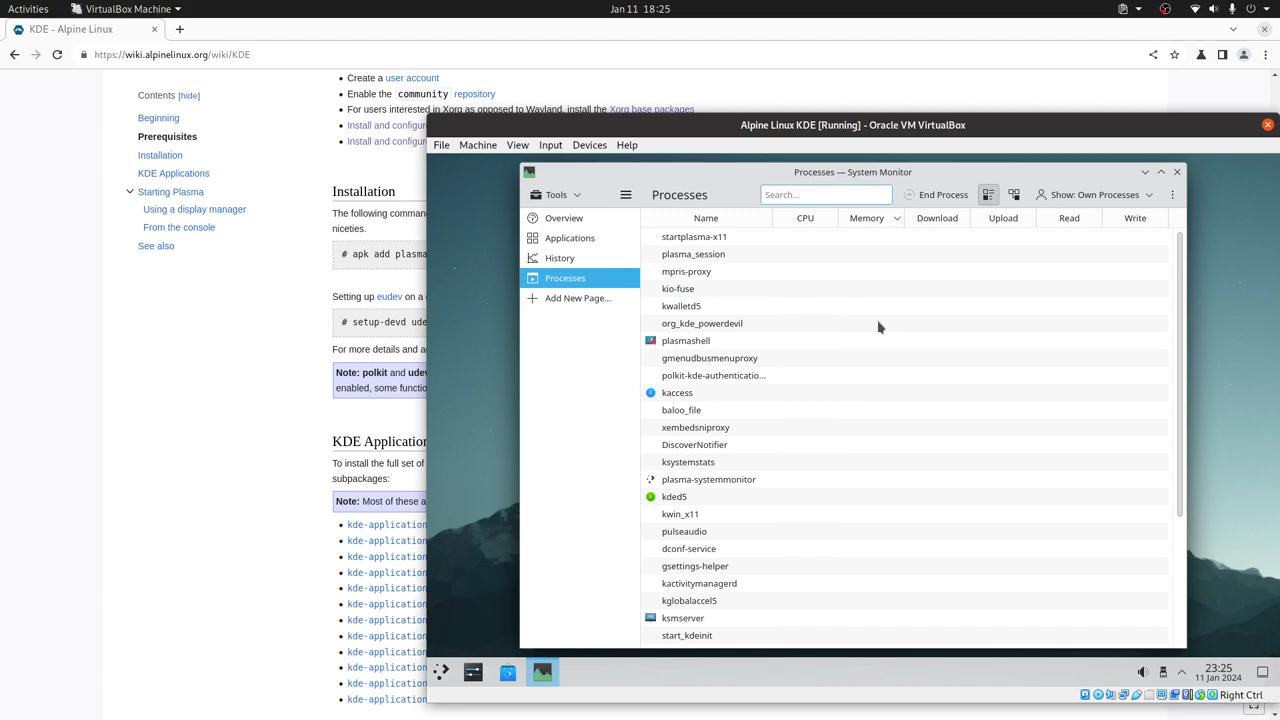 Activities
VirtualBox Machine
Jan 11 18:25
KDE - Alpine Linux
https://wiki.alpinelinux.org/wiki/KDE
Contents [hide]
Beginning
Prerequisites
Installation
KDE Applications
Starting Plasma
Using a display manager
From the console
See also
Create a user account
Enable the community repository
For users interested in Xorg as opposed to Wayland, install the Xorg base packages
Install and configur
Install and configur
Installation
The following comman
niceties.
# apk add plasma
Setting up eudev on a
# setup-devd ude
For more details and a
Note: polkit and udev
enabled, some functio
KDE Application
To install the full set of
subpackages:
Note: Most of these a
kde-application
kde-application
kde-application
kde-application
kde-application
kde-application
kde-application
kde-application
kde-application
kde-application
kde-application
kde-application
Alpine Linux KDE [Running] - Oracle VM VirtualBox
File Machine View Input Devices Help
Processes — System Monitor
Tools
Processes
Search...
End Process
Show: Own Processes
Overview
Applications
History
Processes
Add New Page...
Name CPU Memory Download Upload Read Write
startplasma-x11
plasma_session
mpris-proxy
kio-fuse
kwalletd5
org_kde_powerdevil
plasmashell
gmenudbusmenuproxy
polkit-kde-authenticatio...
kaccess
baloo_file
xembedsniproxy
DiscoverNotifier
ksystemstats
plasma-systemmonitor
kded5
kwin_x11
pulseaudio
dconf-service
gsettings-helper
kactivitymanagerd
kglobalaccel5
ksmserver
start_kdeinit
23:25
11 Jan 2024
Right Ctrl